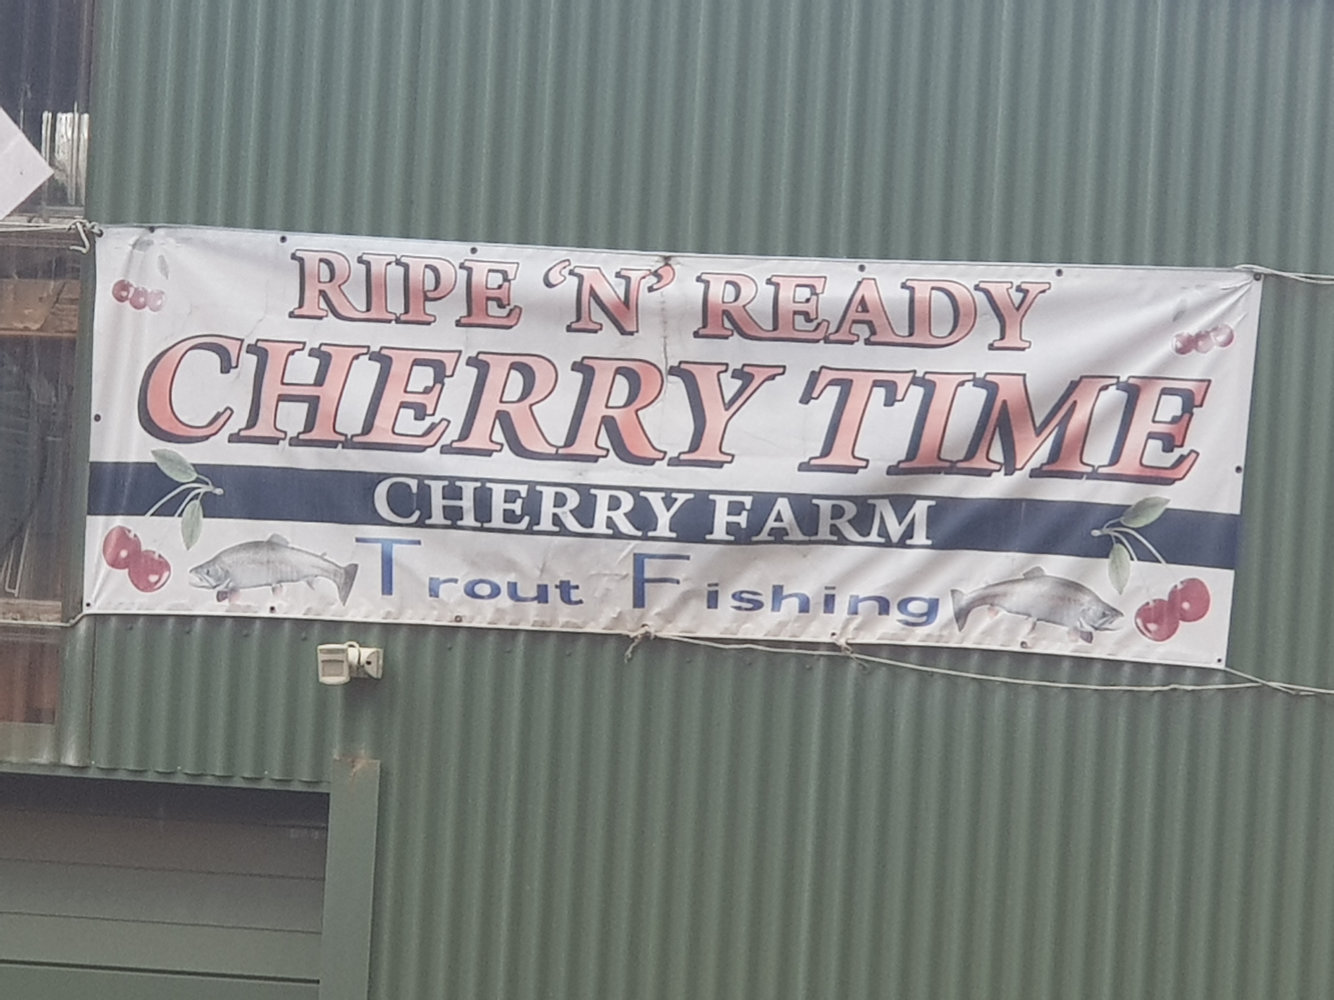 RIPE ‘N’ READY
CHERRY TIME
CHERRY FARM
Trout Fishing